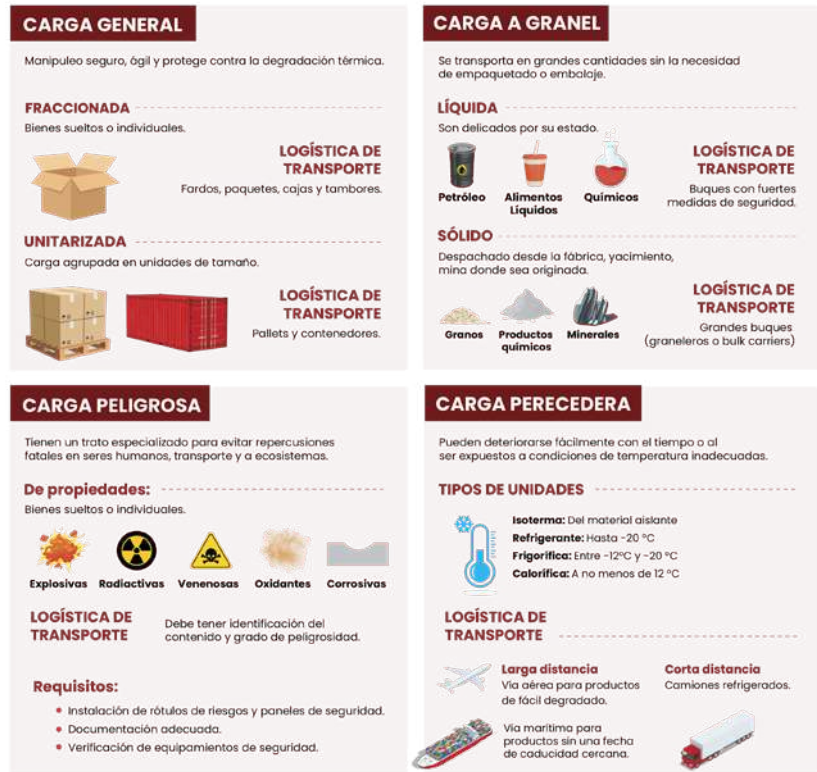 CARGA GENERAL
Manipuleo seguro, ágil y protege contra la degradación térmica.
FRACCIONADA
Bienes sueltos o individuales.
LOGÍSTICA DE
TRANSPORTE
Fardos, paquetes, cajas y tambores.
UNITARIZADA
Carga agrupada en unidades de tamaño.
LOGÍSTICA DE
TRANSPORTE
Pallets y contenedores.
CARGA A GRANEL
Se transporta en grandes cantidades sin la necesidad
de empaquetado o embalaje.
LÍQUIDA
Son delicados por su estado.
Petróleo
Alimentos
Líquidos
Químicos
LOGÍSTICA DE
TRANSPORTE
Buques con fuertes
medidas de seguridad.
SÓLIDO
Despachado desde la fábrica, yacimiento,
mina donde sea originada.
Granos
Productos
químicos
Minerales
LOGÍSTICA DE
TRANSPORTE
Grandes buques
(graneleros o bulk carriers)
CARGA PELIGROSA
Tienen un trato especializado para evitar repercusiones
fatales en seres humanos, transporte y a ecosistemas.
De propiedades:
Bienes sueltos o individuales.
Explosivas
Radiactivas
Venenosas
Oxidantes
Corrosivas
LOGÍSTICA DE
TRANSPORTE
Debe tener identificación del
contenido y grado de peligrosidad.
Requisitos:
• Instalación de rótulos de riesgos y paneles de seguridad.
• Documentación adecuada.
• Verificación de equipamientos de seguridad.
CARGA PERECEDERA
Pueden deteriorarse fácilmente con el tiempo o al
ser expuestos a condiciones de temperatura inadecuadas.
TIPOS DE UNIDADES
Isoterma: Del material aislante
Refrigerante: Hasta -20 °C
Frigorífica: Entre -12°C y -20 °C
Calorífica: A no menos de 12 °C
LOGÍSTICA DE
TRANSPORTE
Larga distancia
Vía aérea para productos
de fácil degradado.
Vía marítima para
productos sin una fecha
de caducidad cercana.
Corta distancia
Camiones refrigerados.